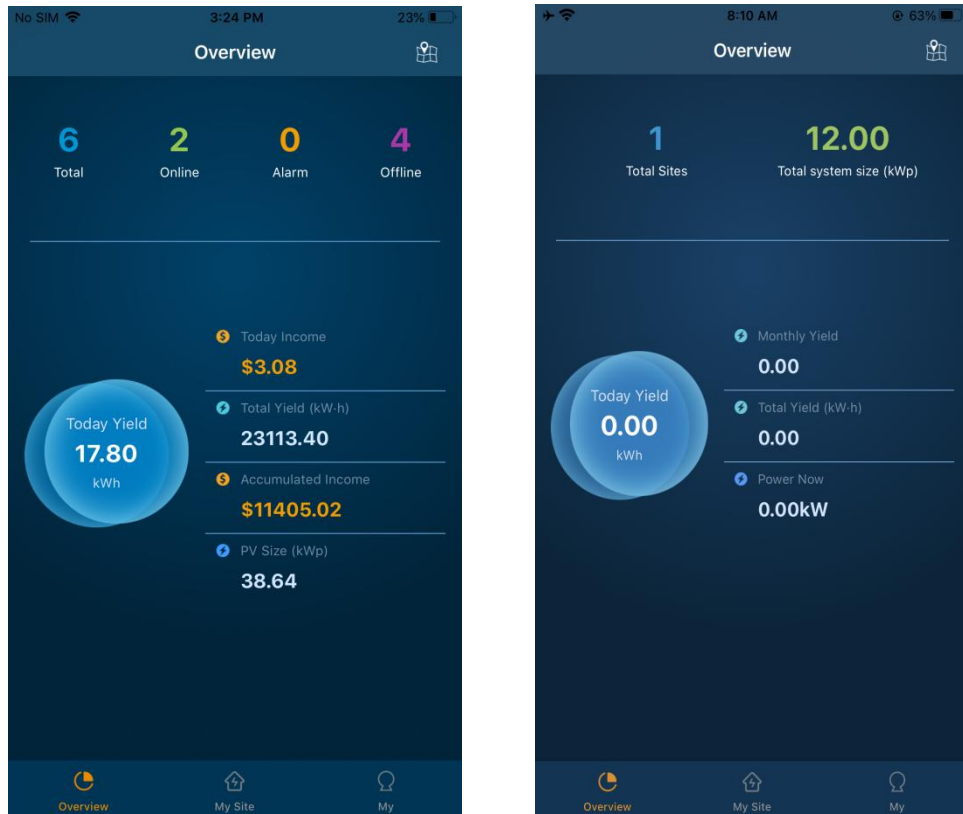 No SIM 3:24 PM 23%
Overview
6 2 0 4
Total Online Alarm Offline
Today Income
$3.08
Total Yield (kW·h)
23113.40
Accumulated Income
$11405.02
PV Size (kWp)
38.64
Today Yield
17.80
kWh
Overview My Site My
8:10 AM 63%
Overview
1 12.00
Total Sites Total system size (kWp)
Monthly Yield
0.00
Total Yield (kW·h)
0.00
Power Now
0.00kW
Today Yield
0.00
kWh
Overview My Site My